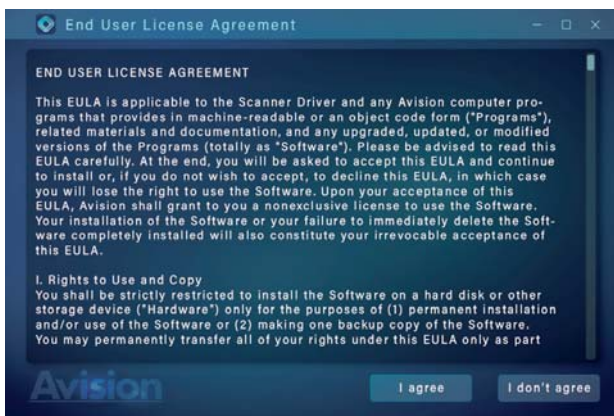 End User License Agreement
END USER LICENSE AGREEMENT
This EULA is applicable to the Scanner Driver and any Avision computer pro-
grams that provides in machine-readable or an object code form ("Programs"),
related materials and documentation, and any upgraded, updated, or modified
versions of the Programs (totally as "Software"). Please be advised to read this
EULA carefully. At the end, you will be asked to accept this EULA and continue
to install or, if you do not wish to accept, to decline this EULA, in which case
you will lose the right to use the Software. Upon your acceptance of this
EULA, Avision shall grant to you a nonexclusive license to use the Software.
Your installation of the Software or your failure to immediately delete the Soft-
ware completely installed will also constitute your irrevocable acceptance of
this EULA.
I. Rights to Use and Copy
You shall be strictly restricted to install the Software on a hard disk or other
storage device ("Hardware") only for the purposes of (1) permanent installation
and/or use of the Software or (2) making one backup copy of the Software.
You may permanently transfer all of your rights under this EULA only as part
Avision
I agree
I don't agree